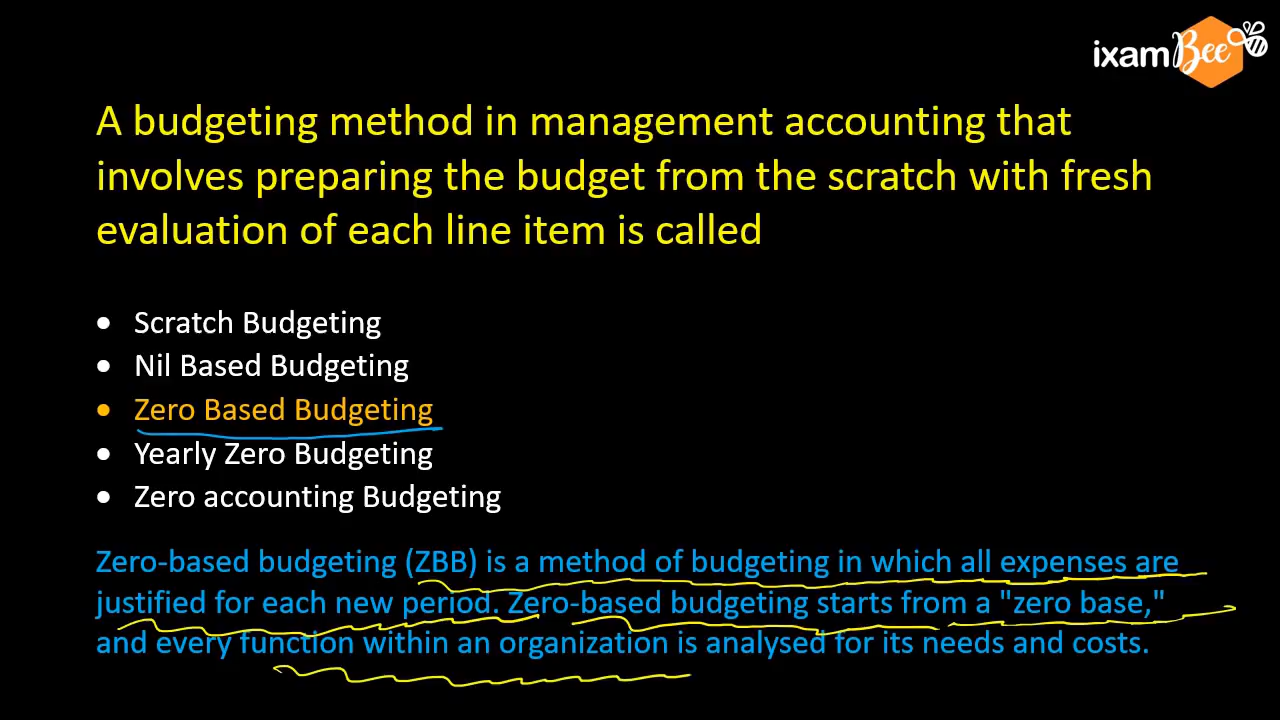 ixamBee
A budgeting method in management accounting that
involves preparing the budget from the scratch with fresh
evaluation of each line item is called
• Scratch Budgeting
• Nil Based Budgeting
• Zero Based Budgeting
• Yearly Zero Budgeting
• Zero accounting Budgeting
Zero-based budgeting (ZBB) is a method of budgeting in which all expenses are
justified for each new period. Zero-based budgeting starts from a "zero base,"
and every function within an organization is analysed for its needs and costs.